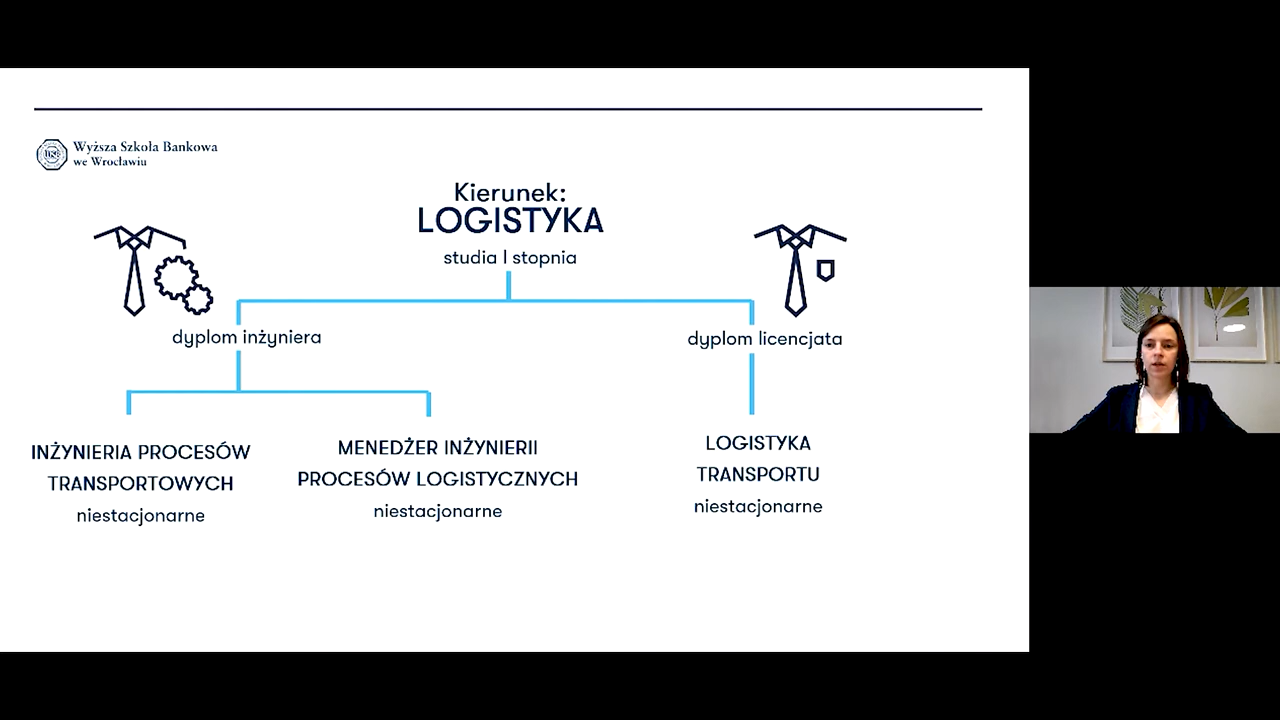 Wyższa Szkoła Bankowa
we Wrocławiu
Kierunek:
LOGISTYKA
studia I stopnia
dyplom inżyniera
dyplom licencjata
INŻYNIERIA PROCESÓW
TRANSPORTOWYCH
niestacjonarne
MENEDŻER INŻYNIERII
PROCESÓW LOGISTYCZNYCH
niestacjonarne
LOGISTYKA
TRANSPORTU
niestacjonarne